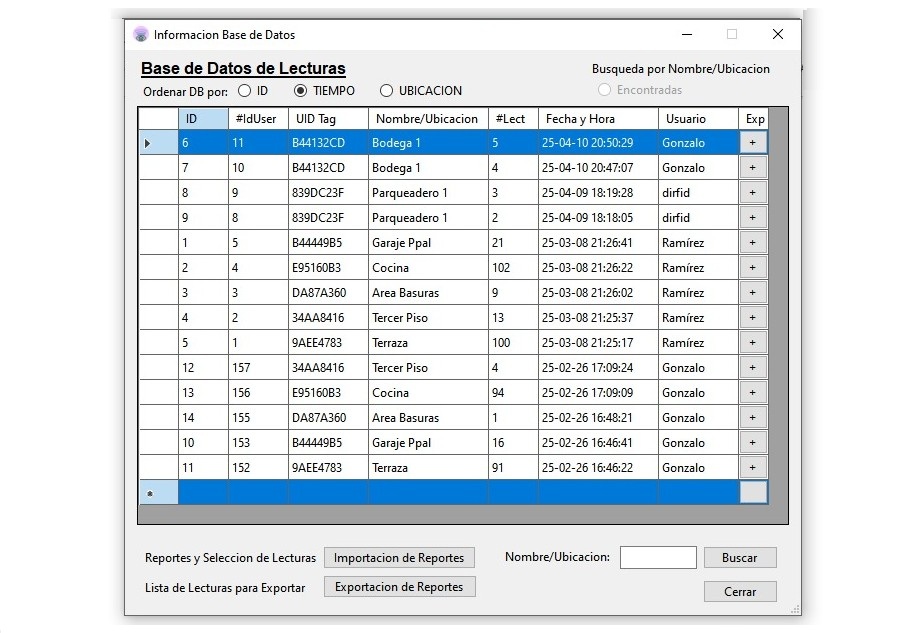 Informacion Base de Datos
Base de Datos de Lecturas
Busqueda por Nombre/Ubicacion
Ordenar DB por: ID TIEMPO UBICACION Encontradas
ID #IdUser UID Tag Nombre/Ubicacion #Lect Fecha y Hora Usuario Exp
6 11 B44132CD Bodega 1 5 25-04-10 20:50:29 Gonzalo +
7 10 B44132CD Bodega 1 4 25-04-10 20:47:07 Gonzalo +
8 9 839DC23F Parqueadero 1 3 25-04-09 18:19:28 dirfid +
9 8 839DC23F Parqueadero 1 2 25-04-09 18:18:05 dirfid +
1 5 B44449B5 Garaje Ppal 21 25-03-08 21:26:41 Ramírez +
2 4 E95160B3 Cocina 102 25-03-08 21:26:22 Ramírez +
3 3 DA87A360 Area Basuras 9 25-03-08 21:26:02 Ramírez +
4 2 34AA8416 Tercer Piso 13 25-03-08 21:25:37 Ramírez +
5 1 9AEE4783 Terraza 100 25-03-08 21:25:17 Ramírez +
12 157 34AA8416 Tercer Piso 4 25-02-26 17:09:24 Gonzalo +
13 156 E95160B3 Cocina 94 25-02-26 17:09:09 Gonzalo +
14 155 DA87A360 Area Basuras 1 25-02-26 16:48:21 Gonzalo +
10 153 B44449B5 Garaje Ppal 16 25-02-26 16:46:41 Gonzalo +
11 152 9AEE4783 Terraza 91 25-02-26 16:46:22 Gonzalo +
Reportes y Seleccion de Lecturas Importacion de Reportes Nombre/Ubicacion: Buscar
Lista de Lecturas para Exportar Exportacion de Reportes Cerrar